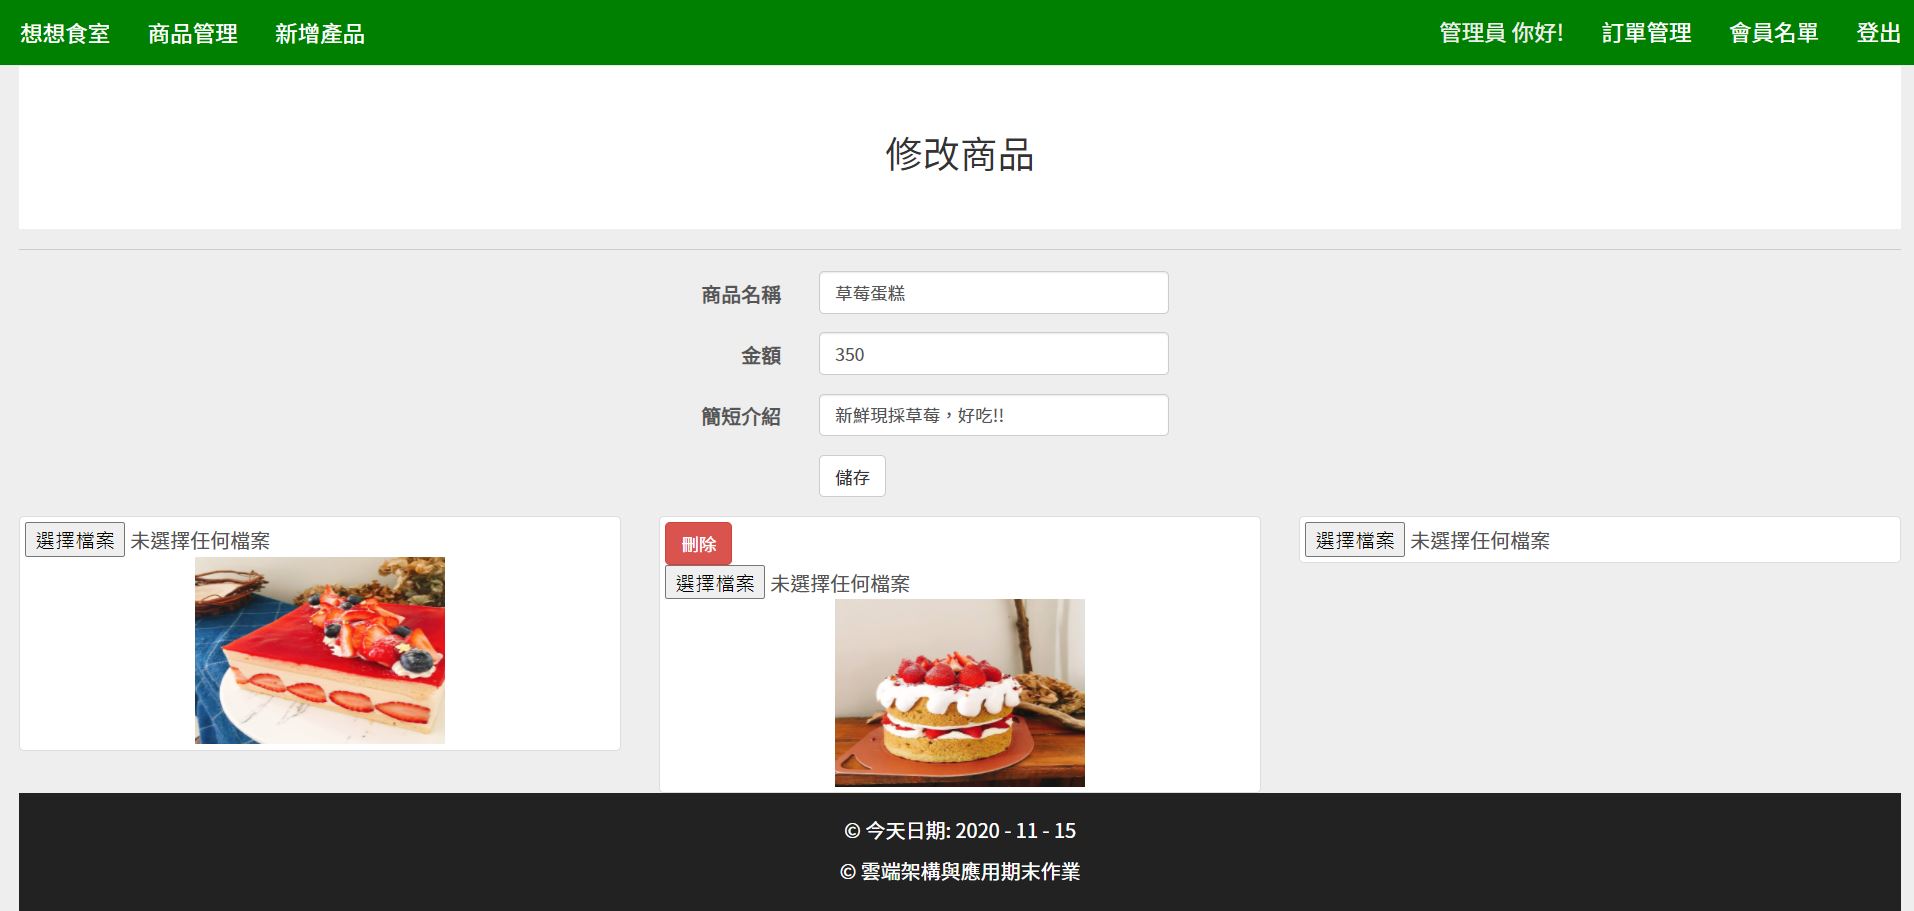 想想食室 商品管理 新增產品 管理員 你好! 訂單管理 會員名單 登出
修改商品
商品名稱 草莓蛋糕
金額 350
簡短介紹 新鮮現採草莓，好吃!!
儲存
選擇檔案 未選擇任何檔案
刪除
選擇檔案 未選擇任何檔案
選擇檔案 未選擇任何檔案
© 今天日期: 2020 - 11 - 15
© 雲端架構與應用期末作業